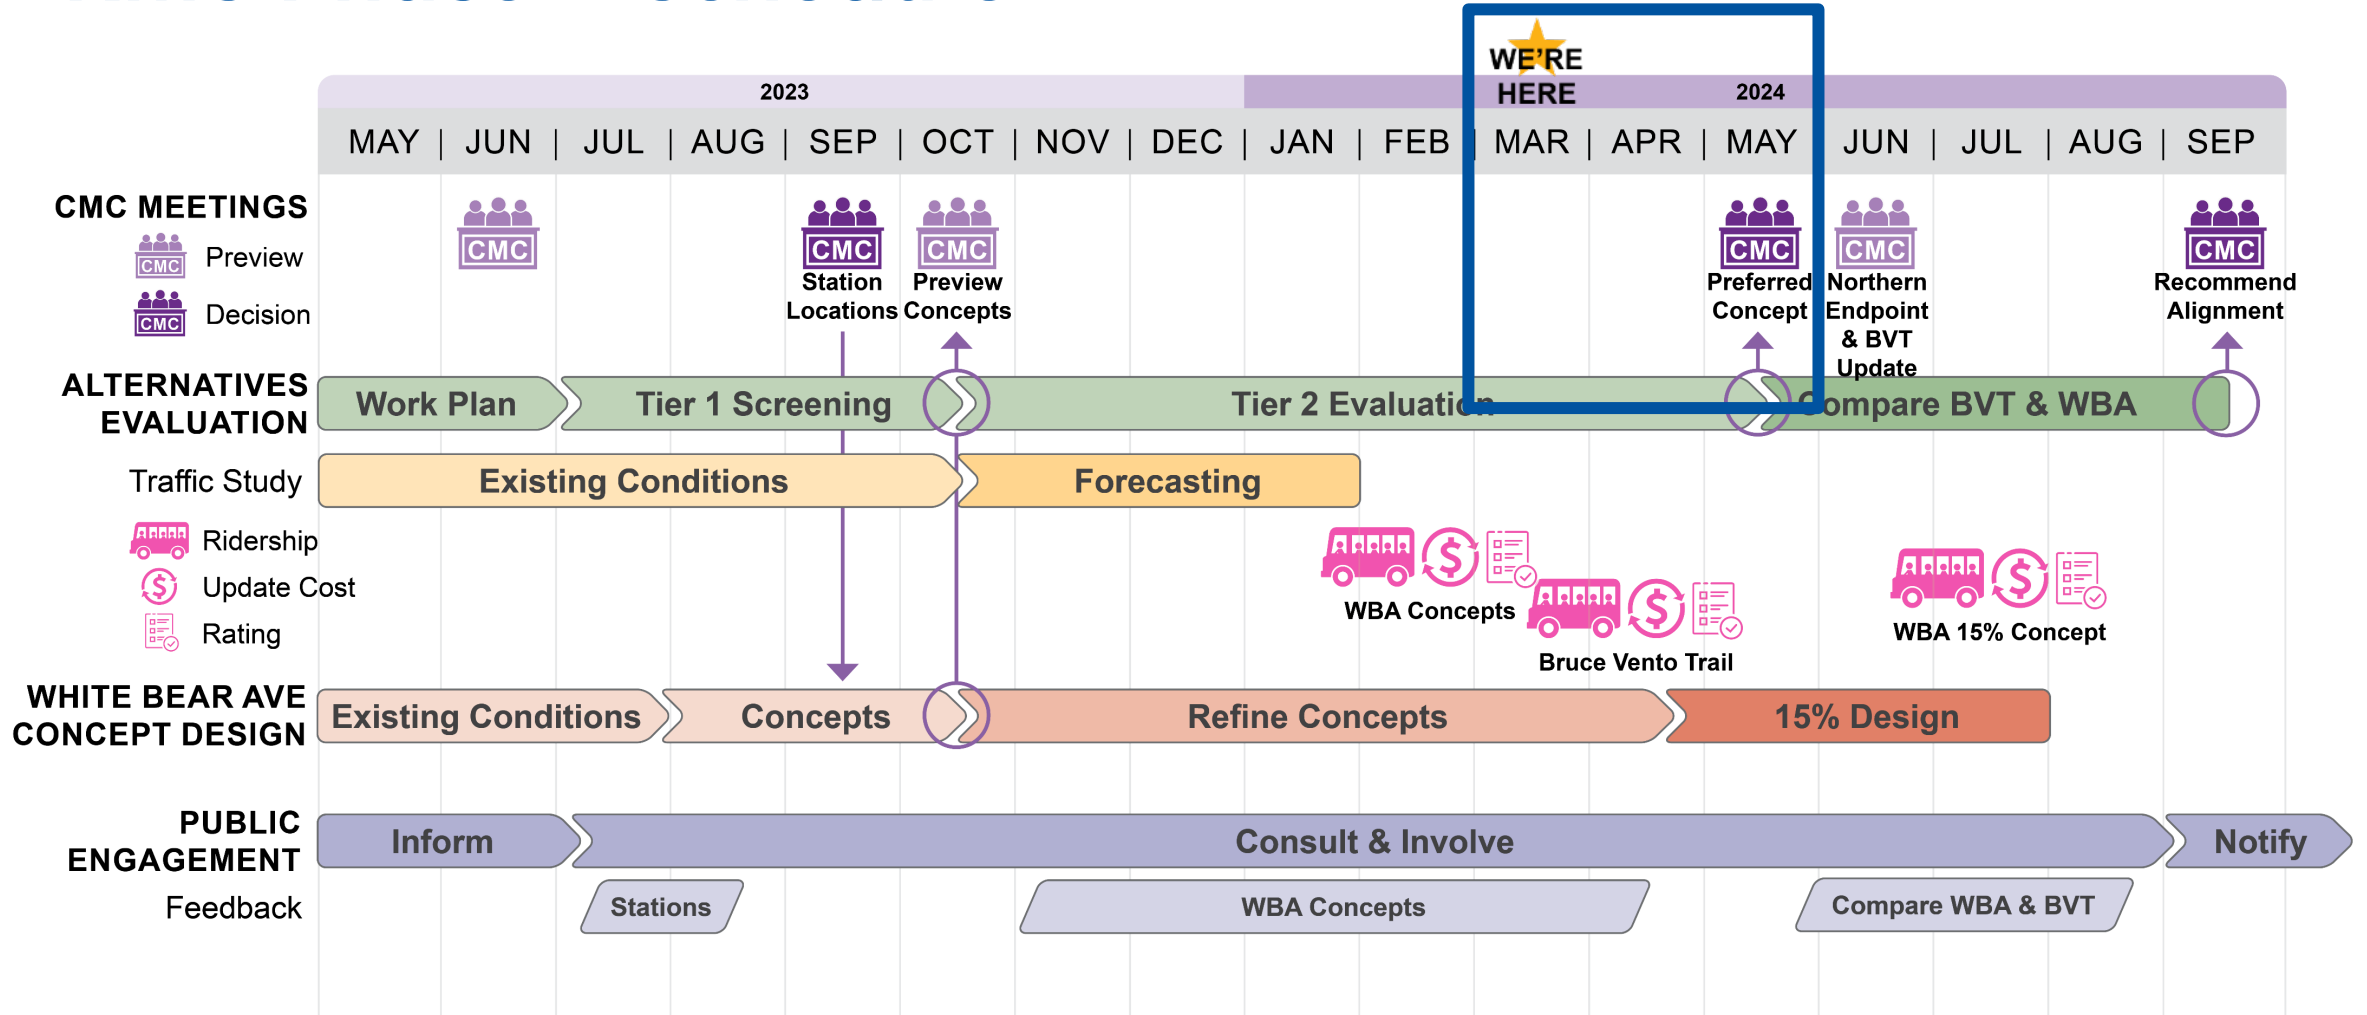 WE'RE
HERE
2023
2024
MAY | JUN | JUL | AUG | SEP | OCT | NOV | DEC | JAN | FEB | MAR | APR | MAY | JUN | JUL | AUG | SEP
CMC MEETINGS
CMC Preview
CMC Decision
CMC
CMC
Station
Locations
CMC
Preview
Concepts
CMC
Preferred
Concept
CMC
Northern
Endpoint
& BVT
Update
CMC
Recommend
Alignment
ALTERNATIVES
EVALUATION
Work Plan
Tier 1 Screening
Tier 2 Evaluation
Compare BVT & WBA
Traffic Study
Existing Conditions
Forecasting
Ridership
$ Update Cost
Rating
$
WBA Concepts
$
Bruce Vento Trail
$
WBA 15% Concept
WHITE BEAR AVE
CONCEPT DESIGN
Existing Conditions
Concepts
Refine Concepts
15% Design
PUBLIC
ENGAGEMENT
Inform
Consult & Involve
Notify
Feedback
Stations
WBA Concepts
Compare WBA & BVT